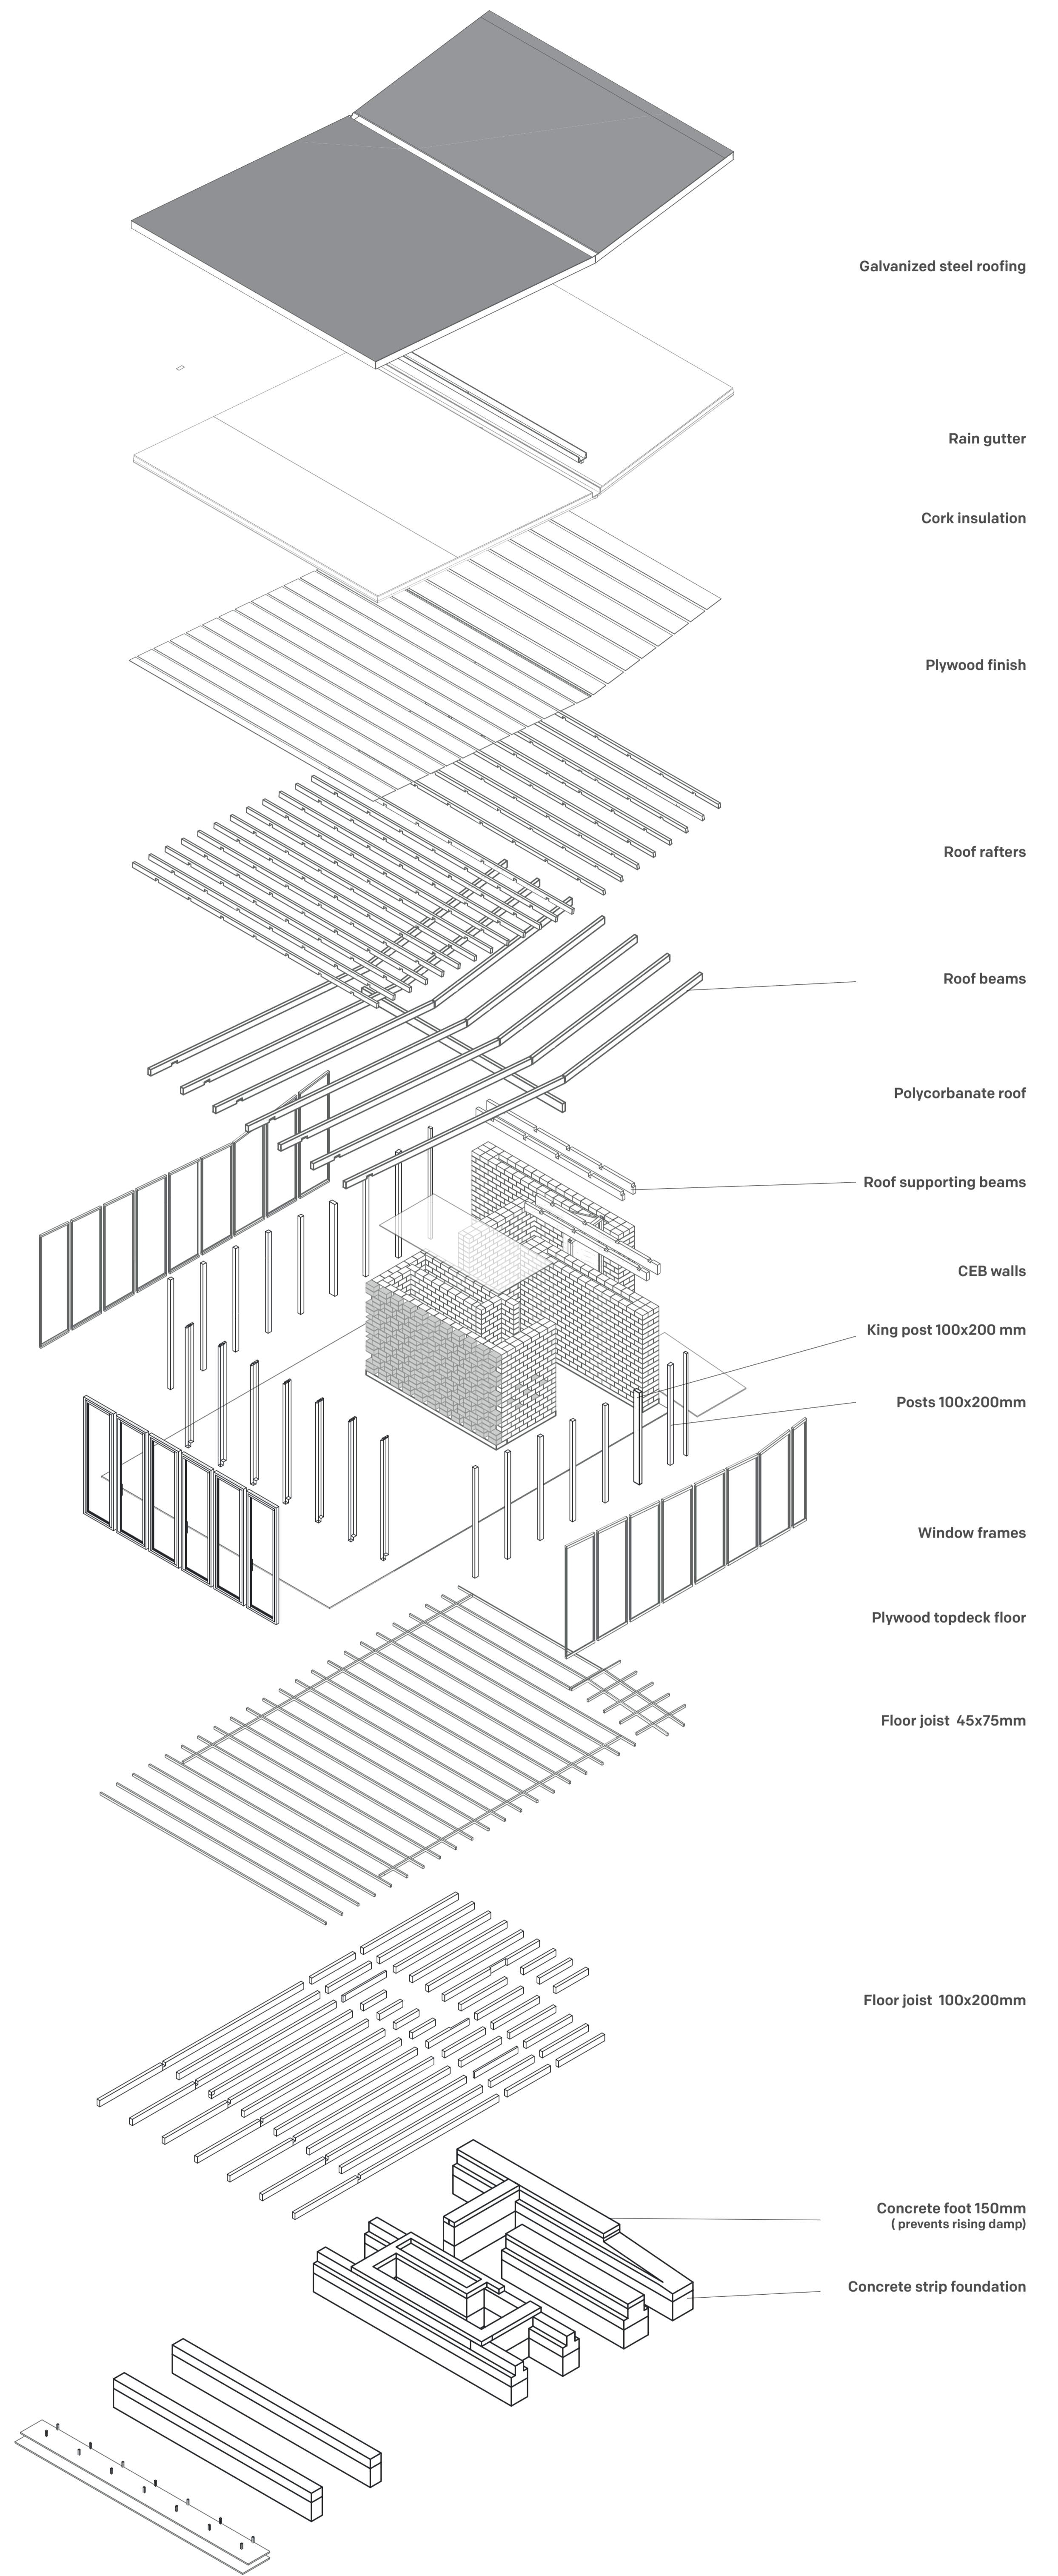 Galvanized steel roofing
Rain gutter
Cork insulation
Plywood finish
Roof rafters
Roof beams
Polycorbanate roof
Roof supporting beams
CEB walls
King post 100x200 mm
Posts 100x200mm
Window frames
Plywood topdeck floor
Floor joist 45x75mm
Floor joist 100x200mm
Concrete foot 150mm
( prevents rising damp)
Concrete strip foundation